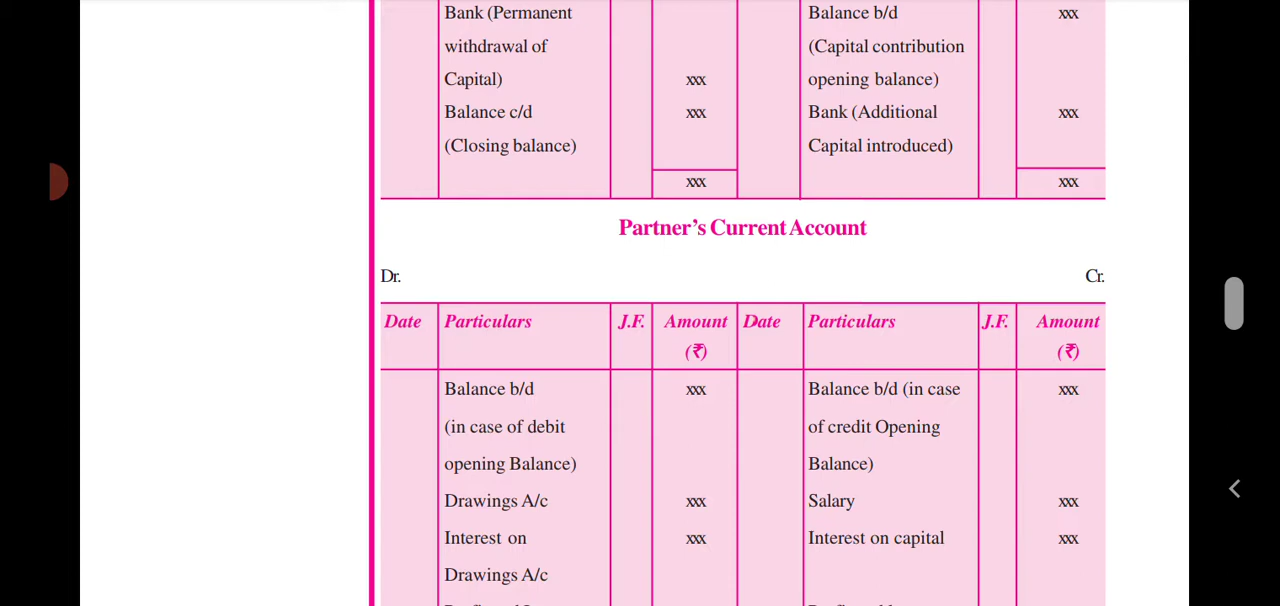 Bank (Permanent Balance b/d xxx
withdrawal of (Capital contribution
Capital) xxx opening balance)
Balance c/d xxx Bank (Additional xxx
(Closing balance) Capital introduced)
xxx xxx
Partner's Current Account
Dr. Cr.
Date Particulars J.F. Amount Date Particulars J.F. Amount
(₹) (₹)
Balance b/d xxx Balance b/d (in case xxx
(in case of debit of credit Opening
opening Balance) Balance)
Drawings A/c xxx Salary xxx
Interest on xxx Interest on capital xxx
Drawings A/c